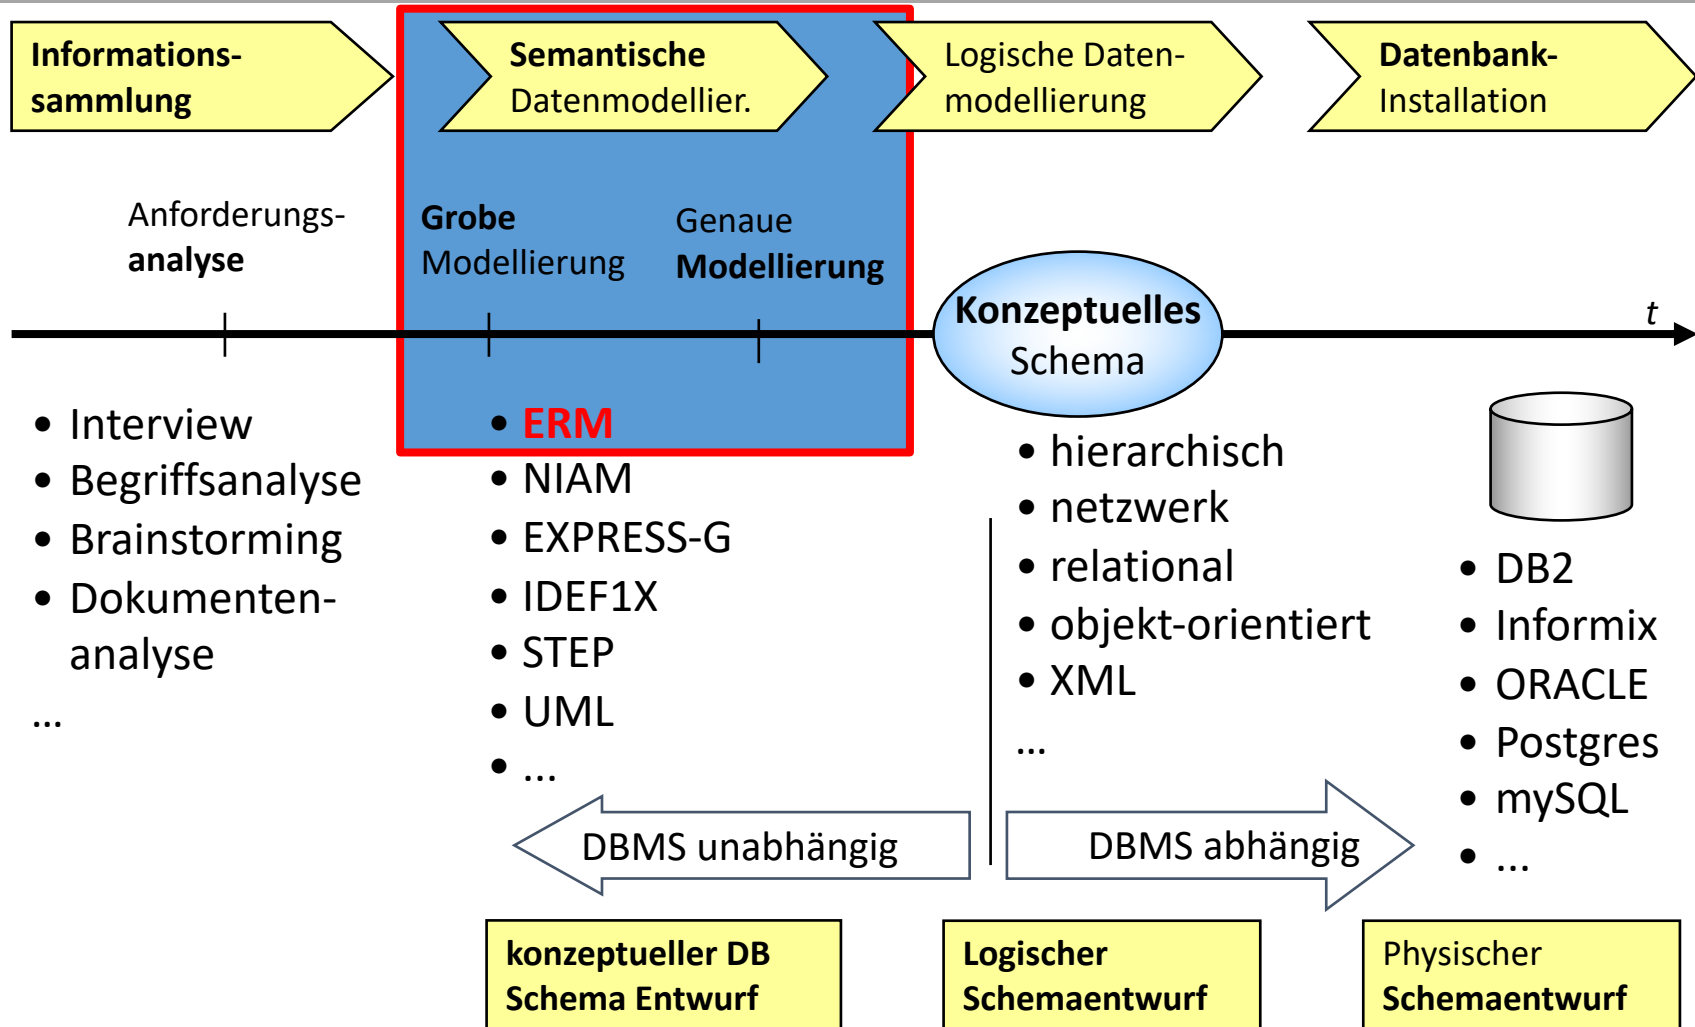 Informations-
sammlung
Semantische
Datenmodellier.
Logische Daten-
modellierung
Datenbank-
Installation
Anforderungs-
analyse
Grobe
Modellierung
Genaue
Modellierung
Konzeptuelles
Schema
t
• Interview
• Begriffsanalyse
• Brainstorming
• Dokumenten-
analyse
...
• ERM
• NIAM
• EXPRESS-G
• IDEF1X
• STEP
• UML
• ...
• hierarchisch
• netzwerk
• relational
• objekt-orientiert
• XML
...
• DB2
• Informix
• ORACLE
• Postgres
• mySQL
• ...
DBMS unabhängig
DBMS abhängig
konzeptueller DB
Schema Entwurf
Logischer
Schemaentwurf
Physischer
Schemaentwurf